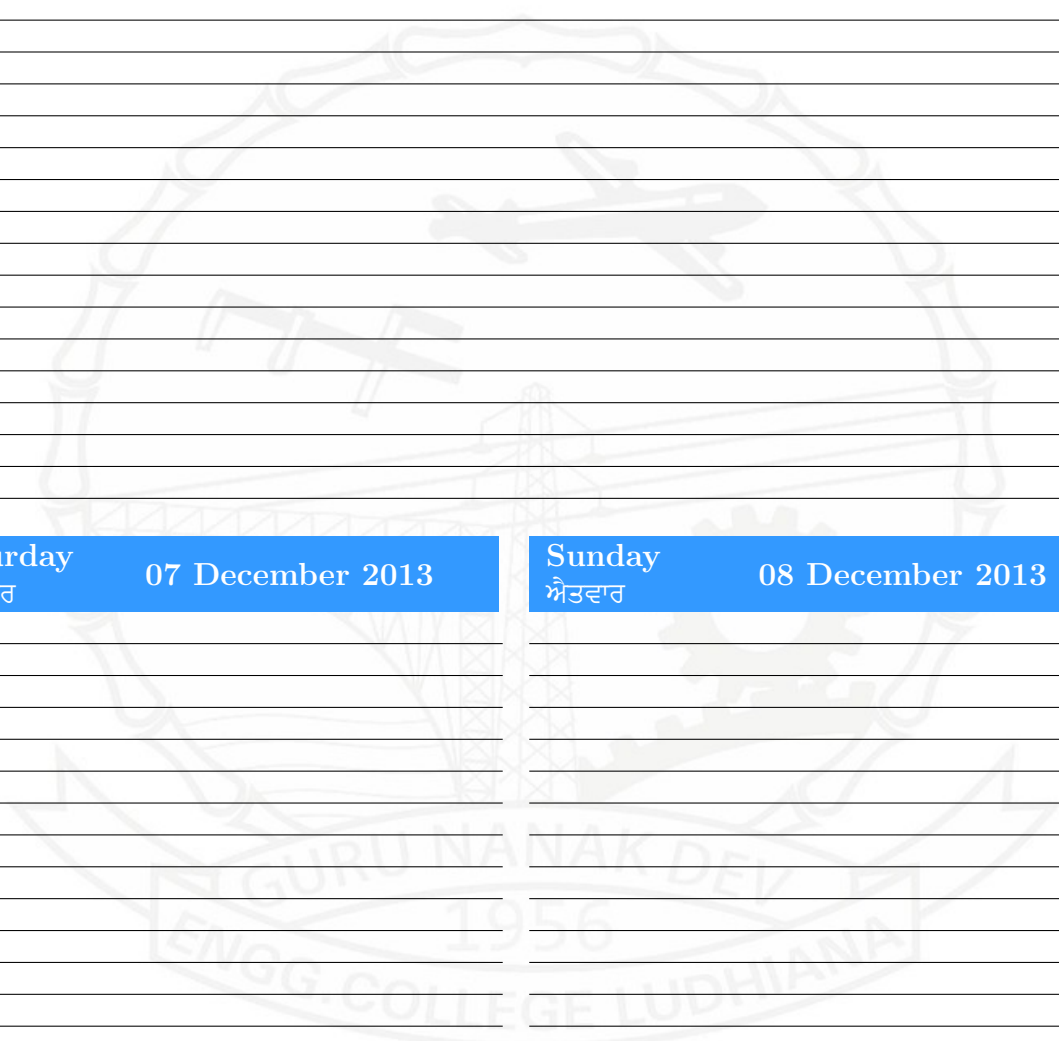 urday
ਰ
07 December 2013
Sunday
ਐਤਵਾਰ
08 December 2013
GURU NANAK DEV
1956
ENGG.COLLEGE LUDHIANA